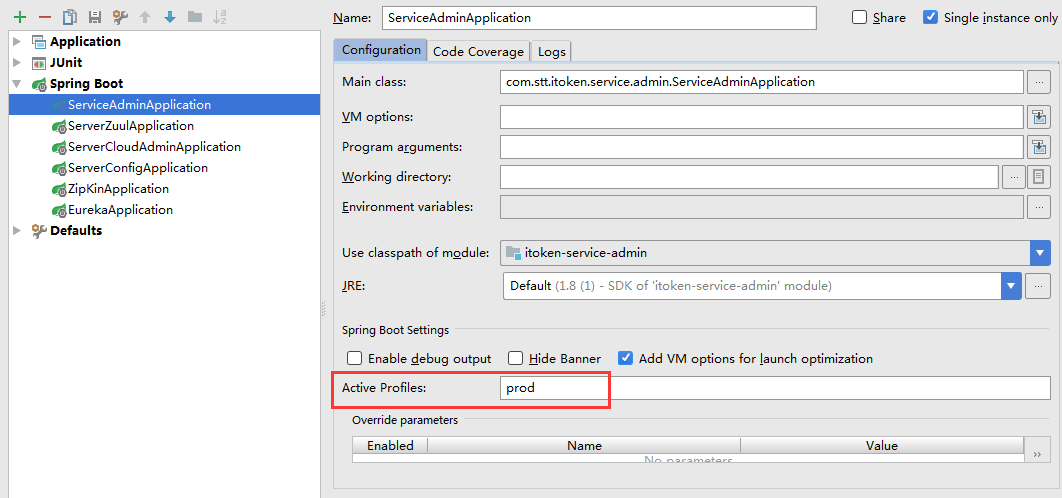 Name: ServiceAdminApplication Share Single instance only
Application
JUnit
Spring Boot
ServiceAdminApplication
ServerZuulApplication
ServerCloudAdminApplication
ServerConfigApplication
ZipKinApplication
EurekaApplication
Defaults
Configuration Code Coverage Logs
Main class: com.stt.itoken.service.admin.ServiceAdminApplication ...
VM options:
Program arguments:
Working directory: ...
Environment variables: ...
Use classpath of module: itoken-service-admin
JRE: Default (1.8 (1) - SDK of 'itoken-service-admin' module) ...
Spring Boot Settings
Enable debug output Hide Banner Add VM options for launch optimization
Active Profiles: prod
Override parameters
Enabled Name Value
No parameters